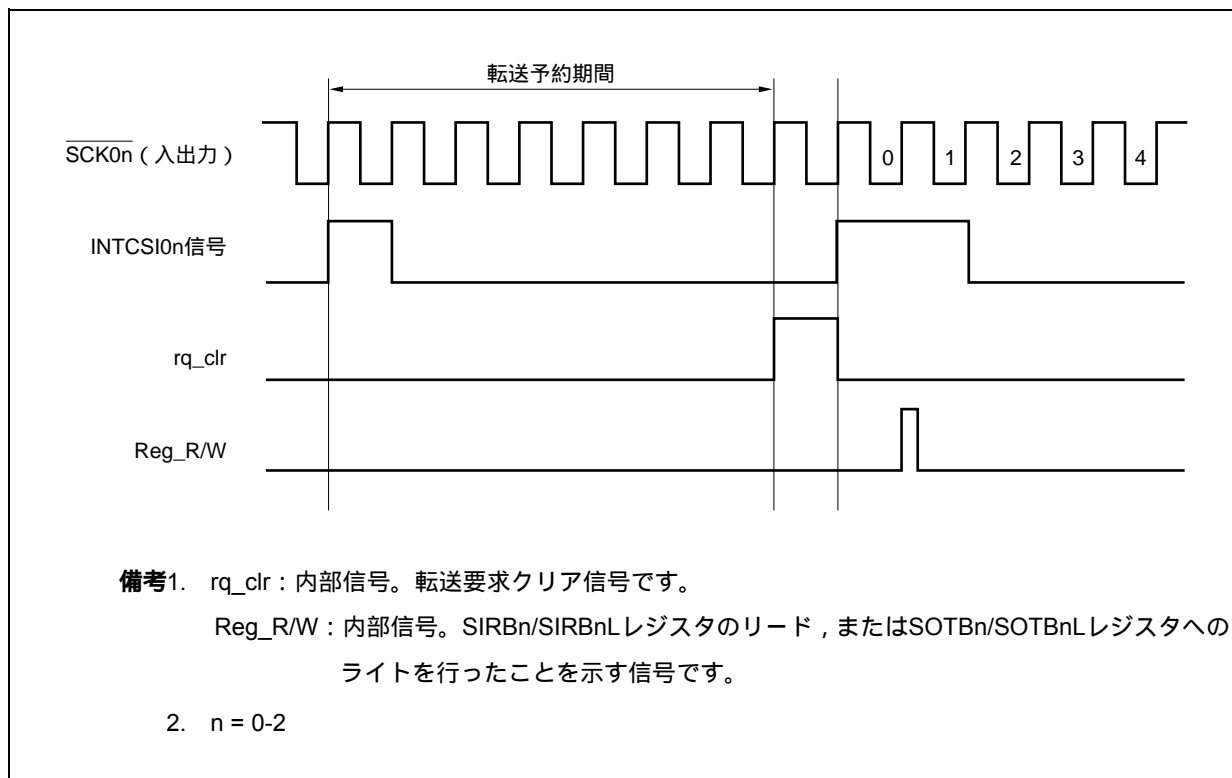 転送予約期間
SCK0n（入出力）
0 1 2 3 4
INTCSI0n信号
rq_clr
Reg_R/W
備考1. rq_clr：内部信号。転送要求クリア信号です。
Reg_R/W：内部信号。SIRBn/SIRBnLレジスタのリード，またはSOTBn/SOTBnLレジスタへの
ライトを行ったことを示す信号です。
2. n = 0-2